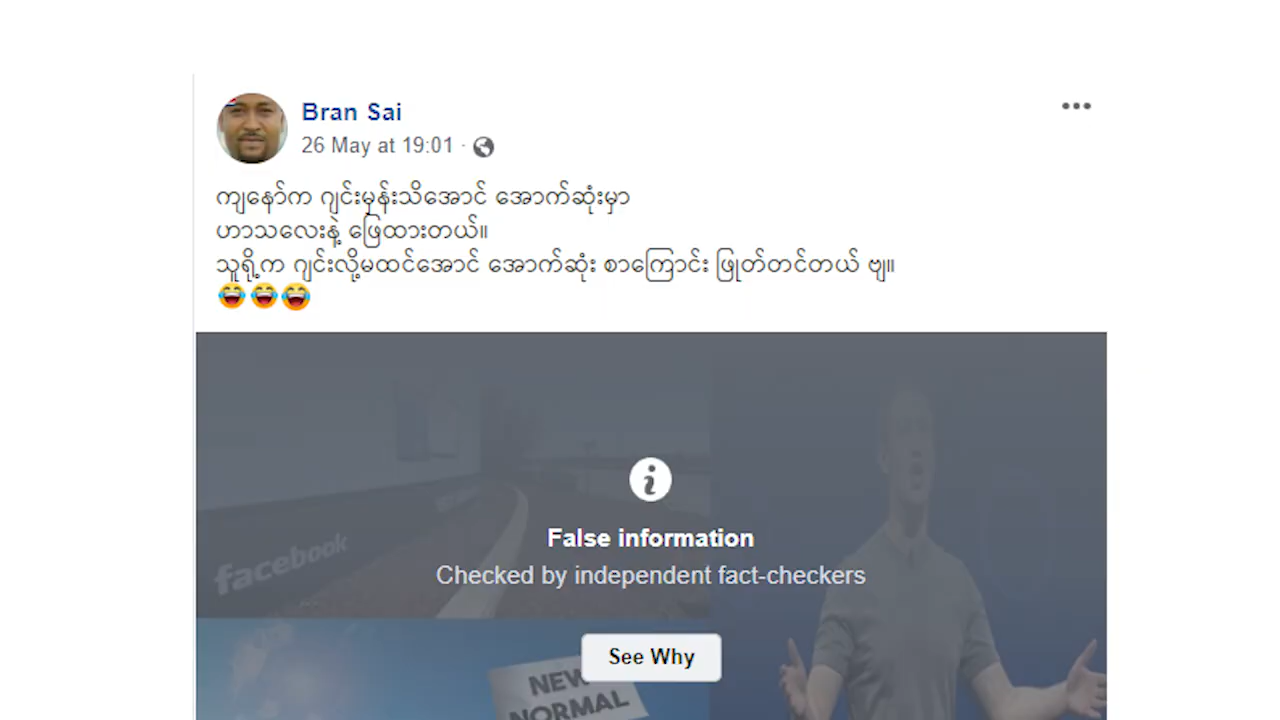 Bran Sai
26 May at 19:01 ·
ကျနော်က ဂျင်းမှန်းသိအောင် အောက်ဆုံးမှာ
ဟာသလေးနဲ့ ဖြေထားတယ်။
သူရို့က ဂျင်းလို့မထင်အောင် အောက်ဆုံး စာကြောင်း ဖြုတ်တင်တယ် ဗျ။
😂😂😂
False information
Checked by independent fact-checkers
facebook
See Why
NEW
NORMAL